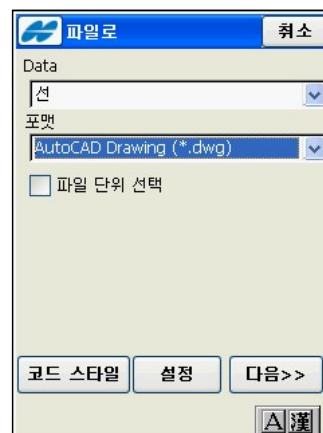 파일로 취소
Data
선
포맷
AutoCAD Drawing (*.dwg)
파일 단위 선택
코드 스타일 설정 다음>>
A 漢